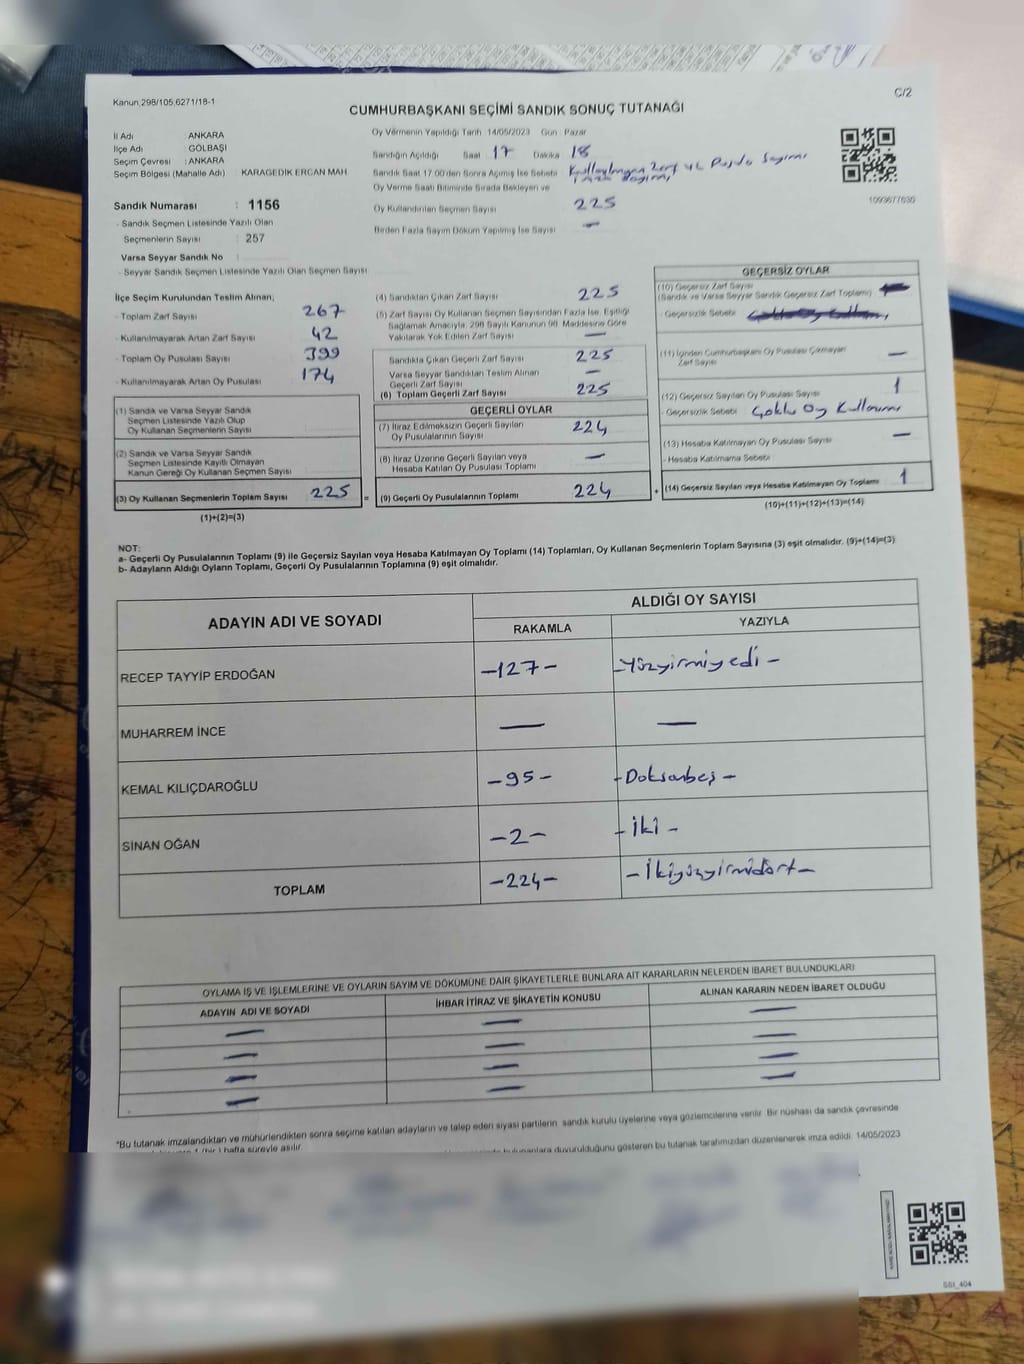 Kanun,298/105,6271/18-1
C/2
CUMHURBAŞKANI SEÇİMİ SANDIK SONUÇ TUTANAĞI
İl Adı ANKARA
İlçe Adı GÖLBAŞI
Seçim Çevresi : ANKARA
Seçim Bölgesi (Mahalle Adı) KARAGEDİK ERCAN MAH.
Sandık Numarası : 1156
- Sandık Seçmen Listesinde Yazılı Olan
Seçmenlerin Sayısı : 257
Varsa Seyyar Sandık No :
- Seyyar Sandık Seçmen Listesinde Yazılı Olan Seçmen Sayısı
Oy Vermenin Yapıldığı Tarih 14/05/2023 Gün : Pazar
Sandığın Açıldığı Saat 17 Dakika 18
Sandık Saat 17.00'den Sonra Açılmış İse Sebebi
Oy Verme Saati Bitiminde Sırada Bekleyen ve
Oy Kullandırılan Seçmen Sayısı 225
Birden Fazla Sayım Döküm Yapılmış İse Sayısı —
1093677630
İlçe Seçim Kurulundan Teslim Alınan;
- Toplam Zarf Sayısı 267
- Kullanılmayarak Artan Zarf Sayısı 42
- Toplam Oy Pusulası Sayısı 399
- Kullanılmayarak Artan Oy Pusulası 174
(1) Sandık ve Varsa Seyyar Sandık
Seçmen Listesinde Yazılı Olup
Oy Kullanan Seçmenlerin Sayısı
(2) Sandık ve Varsa Seyyar Sandık
Seçmen Listesinde Kayıtlı Olmayan
Kanun Gereği Oy Kullanan Seçmen Sayısı
(3) Oy Kullanan Seçmenlerin Toplam Sayısı 225 =
(1)+(2)=(3)
(4) Sandıktan Çıkan Zarf Sayısı 225
(5) Zarf Sayısı Oy Kullanan Seçmen Sayısından Fazla İse, Eşitliği
Sağlamak Amacıyla, 298 Sayılı Kanunun 98. Maddesine Göre
Yakılarak Yok Edilen Zarf Sayısı —
Sandıkta Çıkan Geçerli Zarf Sayısı 225
Varsa Seyyar Sandıktan Teslim Alınan
Geçerli Zarf Sayısı —
(6) Toplam Geçerli Zarf Sayısı 225
GEÇERLİ OYLAR
(7) İtiraz Edilmeksizin Geçerli Sayılan
Oy Pusulalarının Sayısı 224
(8) İtiraz Üzerine Geçerli Sayılan veya
Hesaba Katılan Oy Pusulası Toplamı —
(9) Geçerli Oy Pusulalarının Toplamı 224 +
GEÇERSİZ OYLAR
(10) Geçersiz Zarf Sayısı
(Sandık ve Varsa Seyyar Sandık Geçersiz Zarf Toplamı)
- Geçersizlik Sebebi
(11) İçinden Cumhurbaşkanı Oy Pusulası Çıkmayan
Zarf Sayısı —
(12) Geçersiz Sayılan Oy Pusulası Sayısı 1
- Geçersizlik Sebebi Çoklu Oy Kullanımı
(13) Hesaba Katılmayan Oy Pusulası Sayısı —
- Hesaba Katılmama Sebebi
(14) Geçersiz Sayılan veya Hesaba Katılmayan Oy Toplamı 1
(10)+(11)+(12)+(13)=(14)
NOT:
a- Geçerli Oy Pusulalarının Toplamı (9) ile Geçersiz Sayılan veya Hesaba Katılmayan Oy Toplamı (14) Toplamları, Oy Kullanan Seçmenlerin Toplam Sayısına (3) eşit olmalıdır. (9)+(14)=(3)
b- Adayların Aldığı Oyların Toplamı, Geçerli Oy Pusulalarının Toplamına (9) eşit olmalıdır.
ADAYIN ADI VE SOYADI ALDIĞI OY SAYISI
RAKAMLA YAZIYLA
RECEP TAYYİP ERDOĞAN -127- -Yüzyirmiyedi-
MUHARREM İNCE — —
KEMAL KILIÇDAROĞLU -95- -Doksanbeş-
SİNAN OĞAN -2- -İki-
TOPLAM -224- -İkiyüzyirmidört-
OYLAMA İŞ VE İŞLEMLERİNE VE OYLARIN SAYIM VE DÖKÜMÜNE DAİR ŞİKAYETLERLE BUNLARA AİT KARARLARIN NELERDEN İBARET BULUNDUKLARI
ADAYIN ADI VE SOYADI İHBAR İTİRAZ VE ŞİKAYETİN KONUSU ALINAN KARARIN NEDEN İBARET OLDUĞU
— — —
— — —
— — —
— — —
*Bu tutanak imzalandıktan ve mühürlendikten sonra seçime katılan adayların ve talep eden siyasi partilerin sandık kurulu üyelerine veya gözlemcilerine verilir. Bir nüshası da sandık çevresinde
1 (bir) hafta süreyle asılır.
duyurulduğunu gösteren bu tutanak tarafımızdan düzenlenerek imza edildi. 14/05/2023
SS1_404